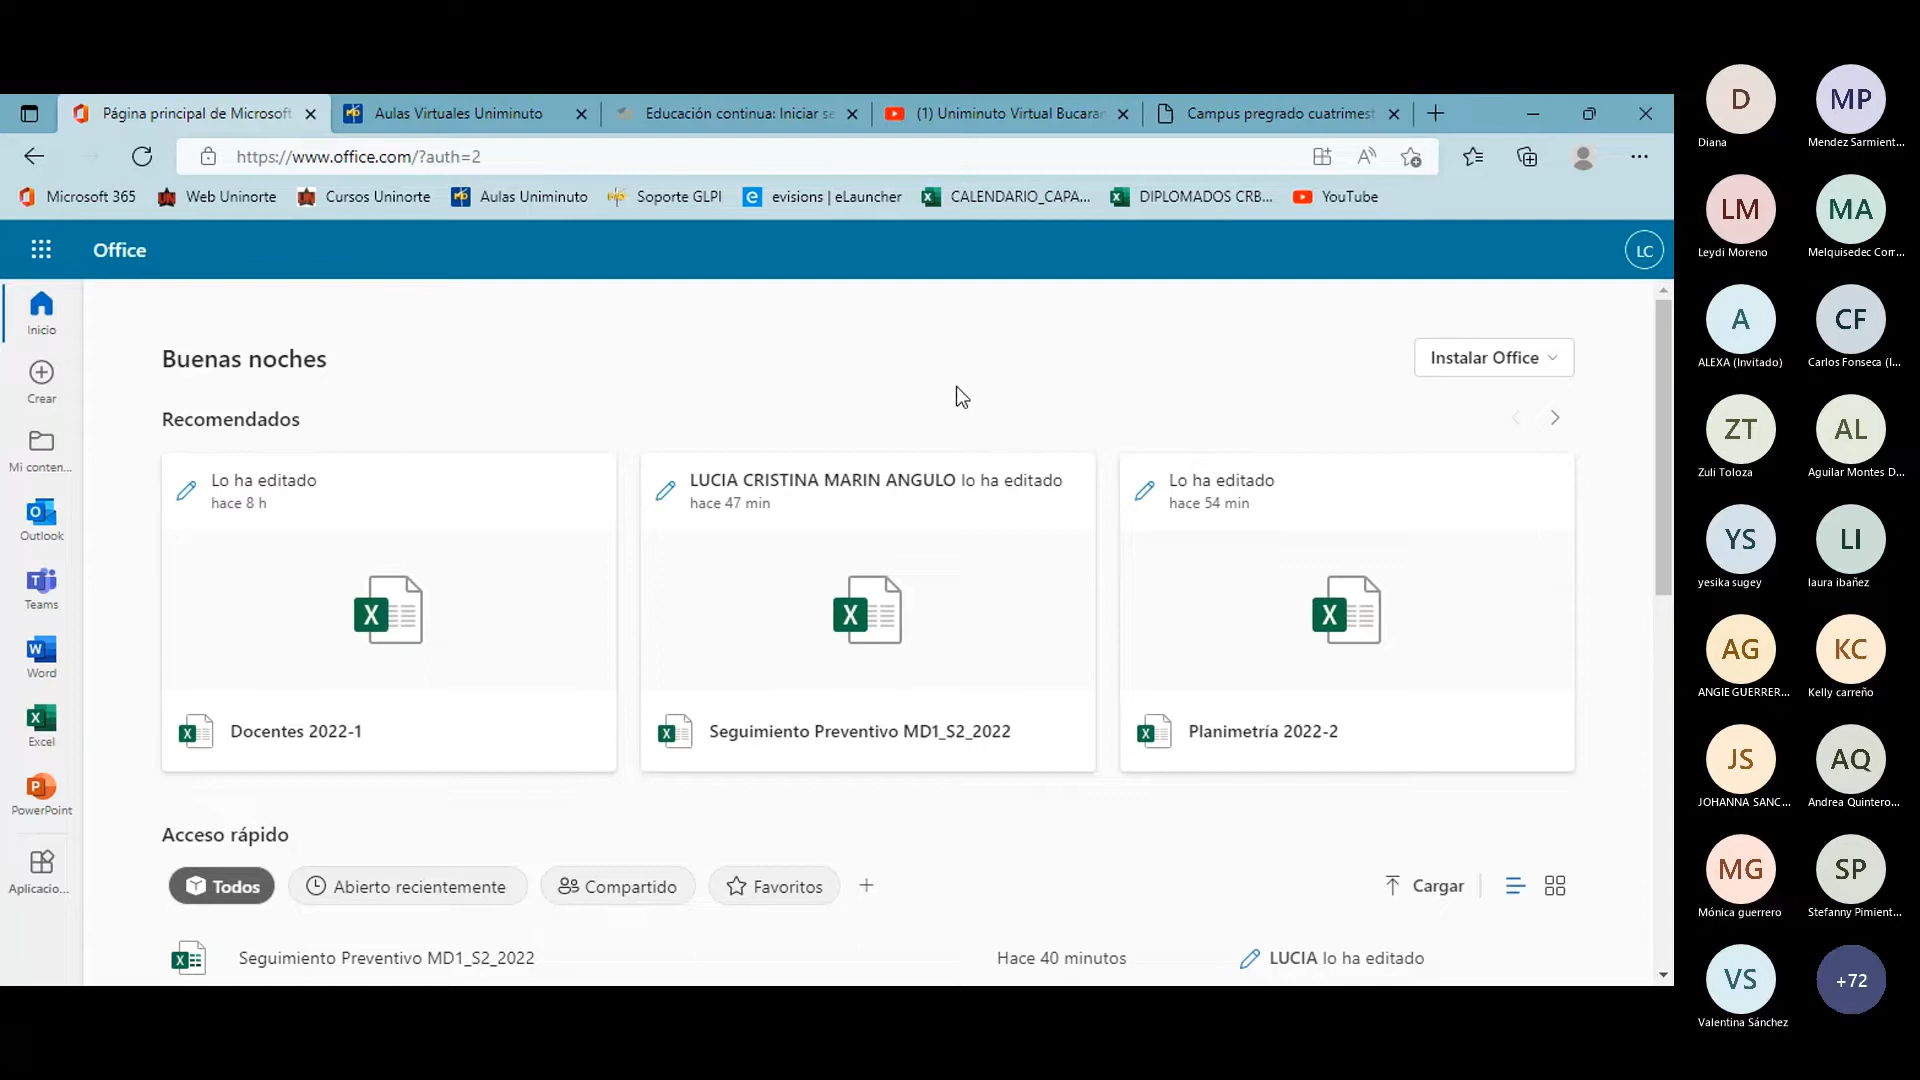 Página principal de Microsoft
Aulas Virtuales Uniminuto
Educación continua: Iniciar se
(1) Uniminuto Virtual Bucarar
Campus pregrado cuatrimest
https://www.office.com/?auth=2
Microsoft 365
Web Uninorte
Cursos Uninorte
Aulas Uniminuto
Soporte GLPI
evisions | eLauncher
CALENDARIO_CAPA...
DIPLOMADOS CRB...
YouTube
Office
LC
Inicio
Crear
Mi conten...
Outlook
Teams
Word
Excel
PowerPoint
Aplicacio...
Buenas noches
Instalar Office
Recomendados
Lo ha editado
hace 8 h
Docentes 2022-1
LUCIA CRISTINA MARIN ANGULO lo ha editado
hace 47 min
Seguimiento Preventivo MD1_S2_2022
Lo ha editado
hace 54 min
Planimetría 2022-2
Acceso rápido
Todos
Abierto recientemente
Compartido
Favoritos
Cargar
Seguimiento Preventivo MD1_S2_2022
Hace 40 minutos
LUCIA lo ha editado
D
Diana
MP
Mendez Sarmient...
LM
Leydi Moreno
MA
Melquisedec Corr...
A
ALEXA (Invitado)
CF
Carlos Fonseca (I...
ZT
Zuli Toloza
AL
Aguilar Montes D...
YS
yesika sugey
LI
laura ibañez
AG
ANGIE GUERRER...
KC
Kelly carreño
JS
JOHANNA SANC...
AQ
Andrea Quintero...
MG
Mónica guerrero
SP
Stefanny Pimient...
VS
Valentina Sánchez
+72